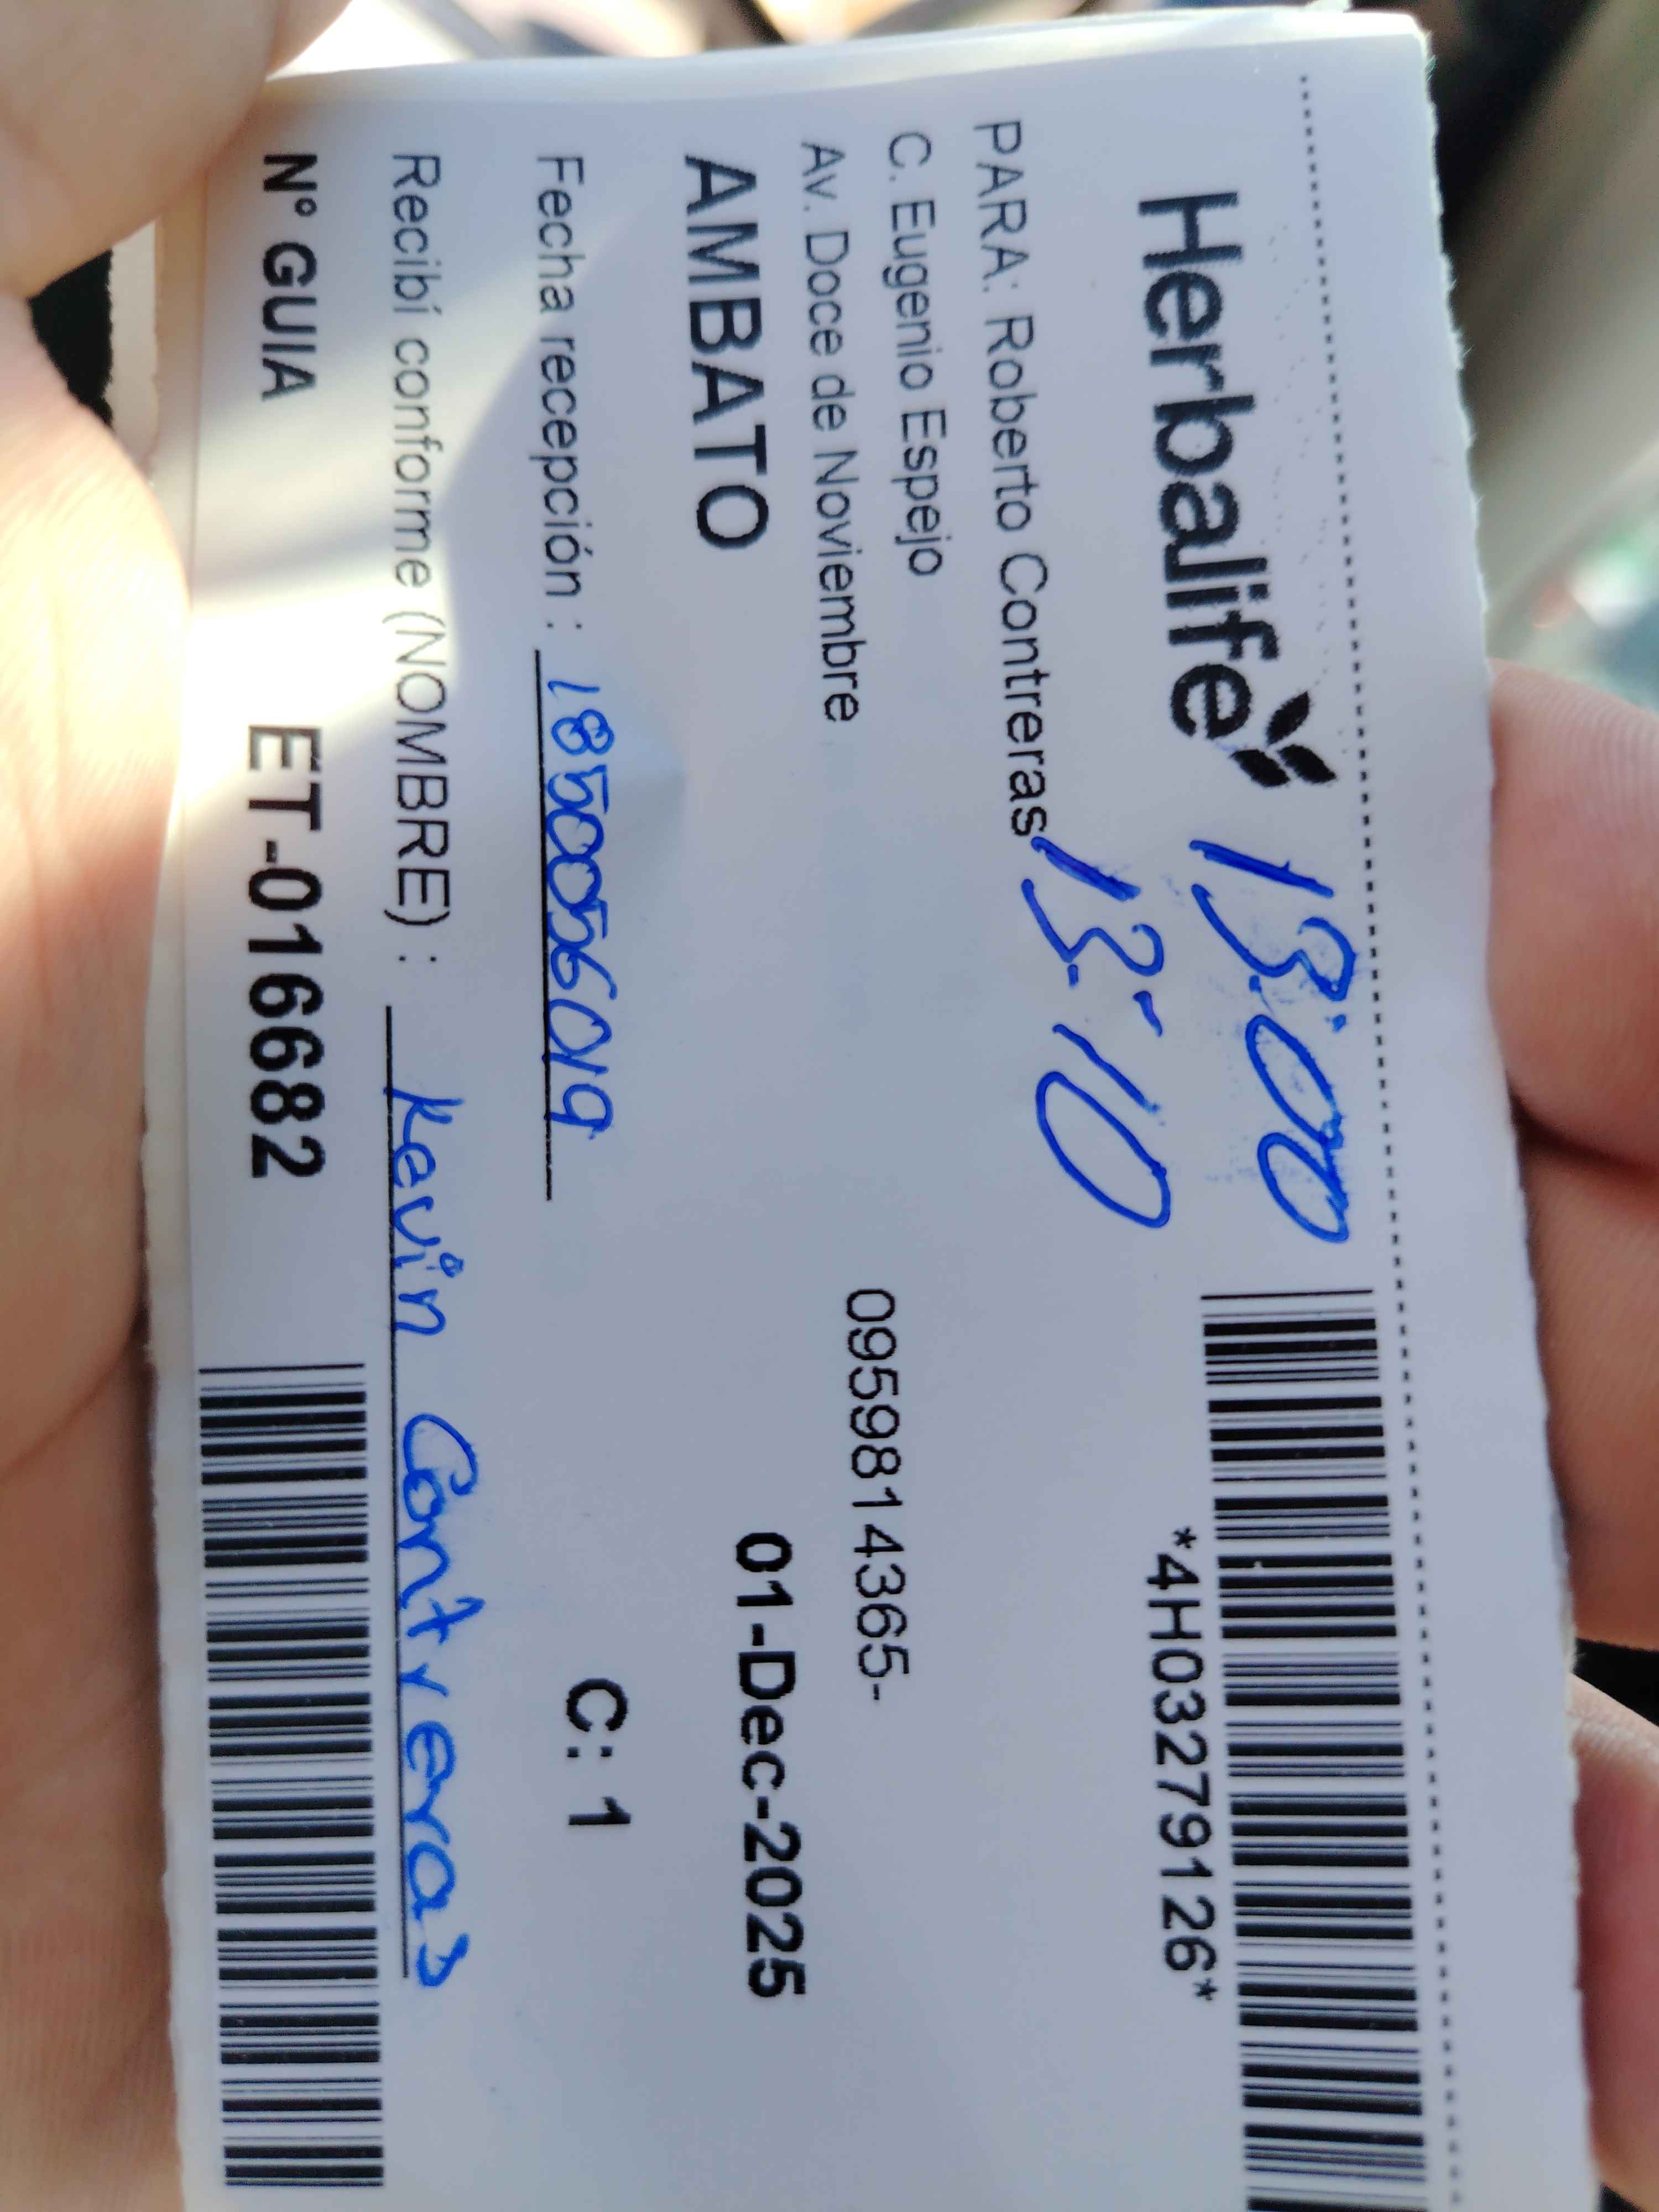 Herbalife 13:00
*4H03279126*
PARA: Roberto Contreras 13:10
C. Eugenio Espejo
Av. Doce de Noviembre 0959814365-
AMBATO 01-Dec-2025
Fecha recepción : 1850056019 C: 1
Recibí conforme (NOMBRE) : Kevin Contreras
N° GUIA ET-016682